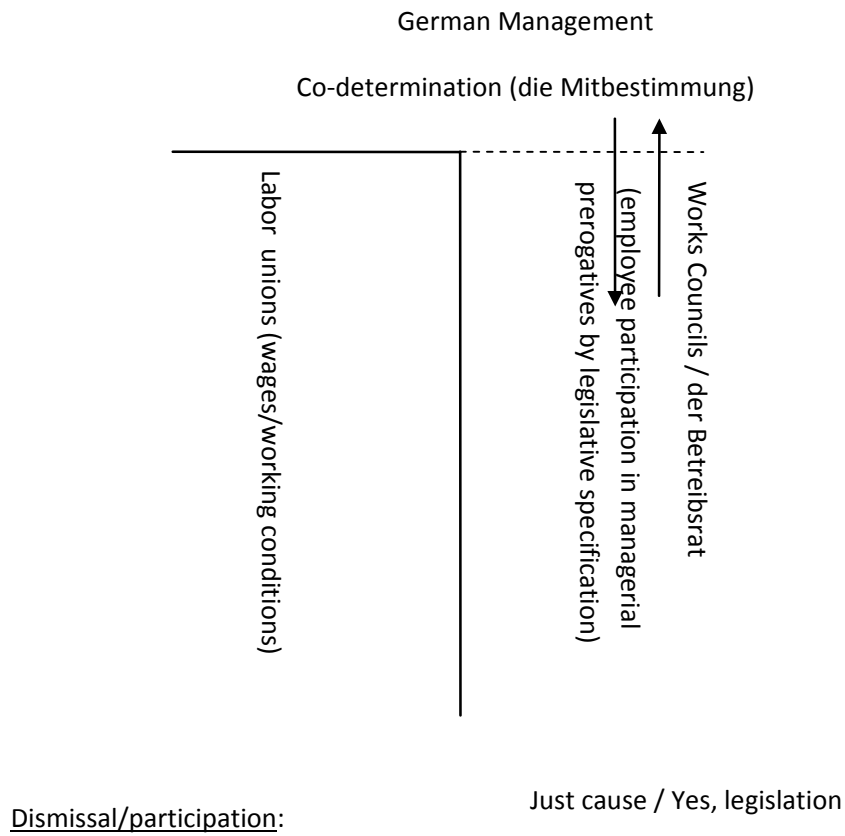 German Management
Co-determination (die Mitbestimmung)
Labor unions (wages/working conditions)
(employee participation in managerial
prerogatives by legislative specification)
Works Councils / der Betreibsrat
Dismissal/participation:
Just cause / Yes, legislation